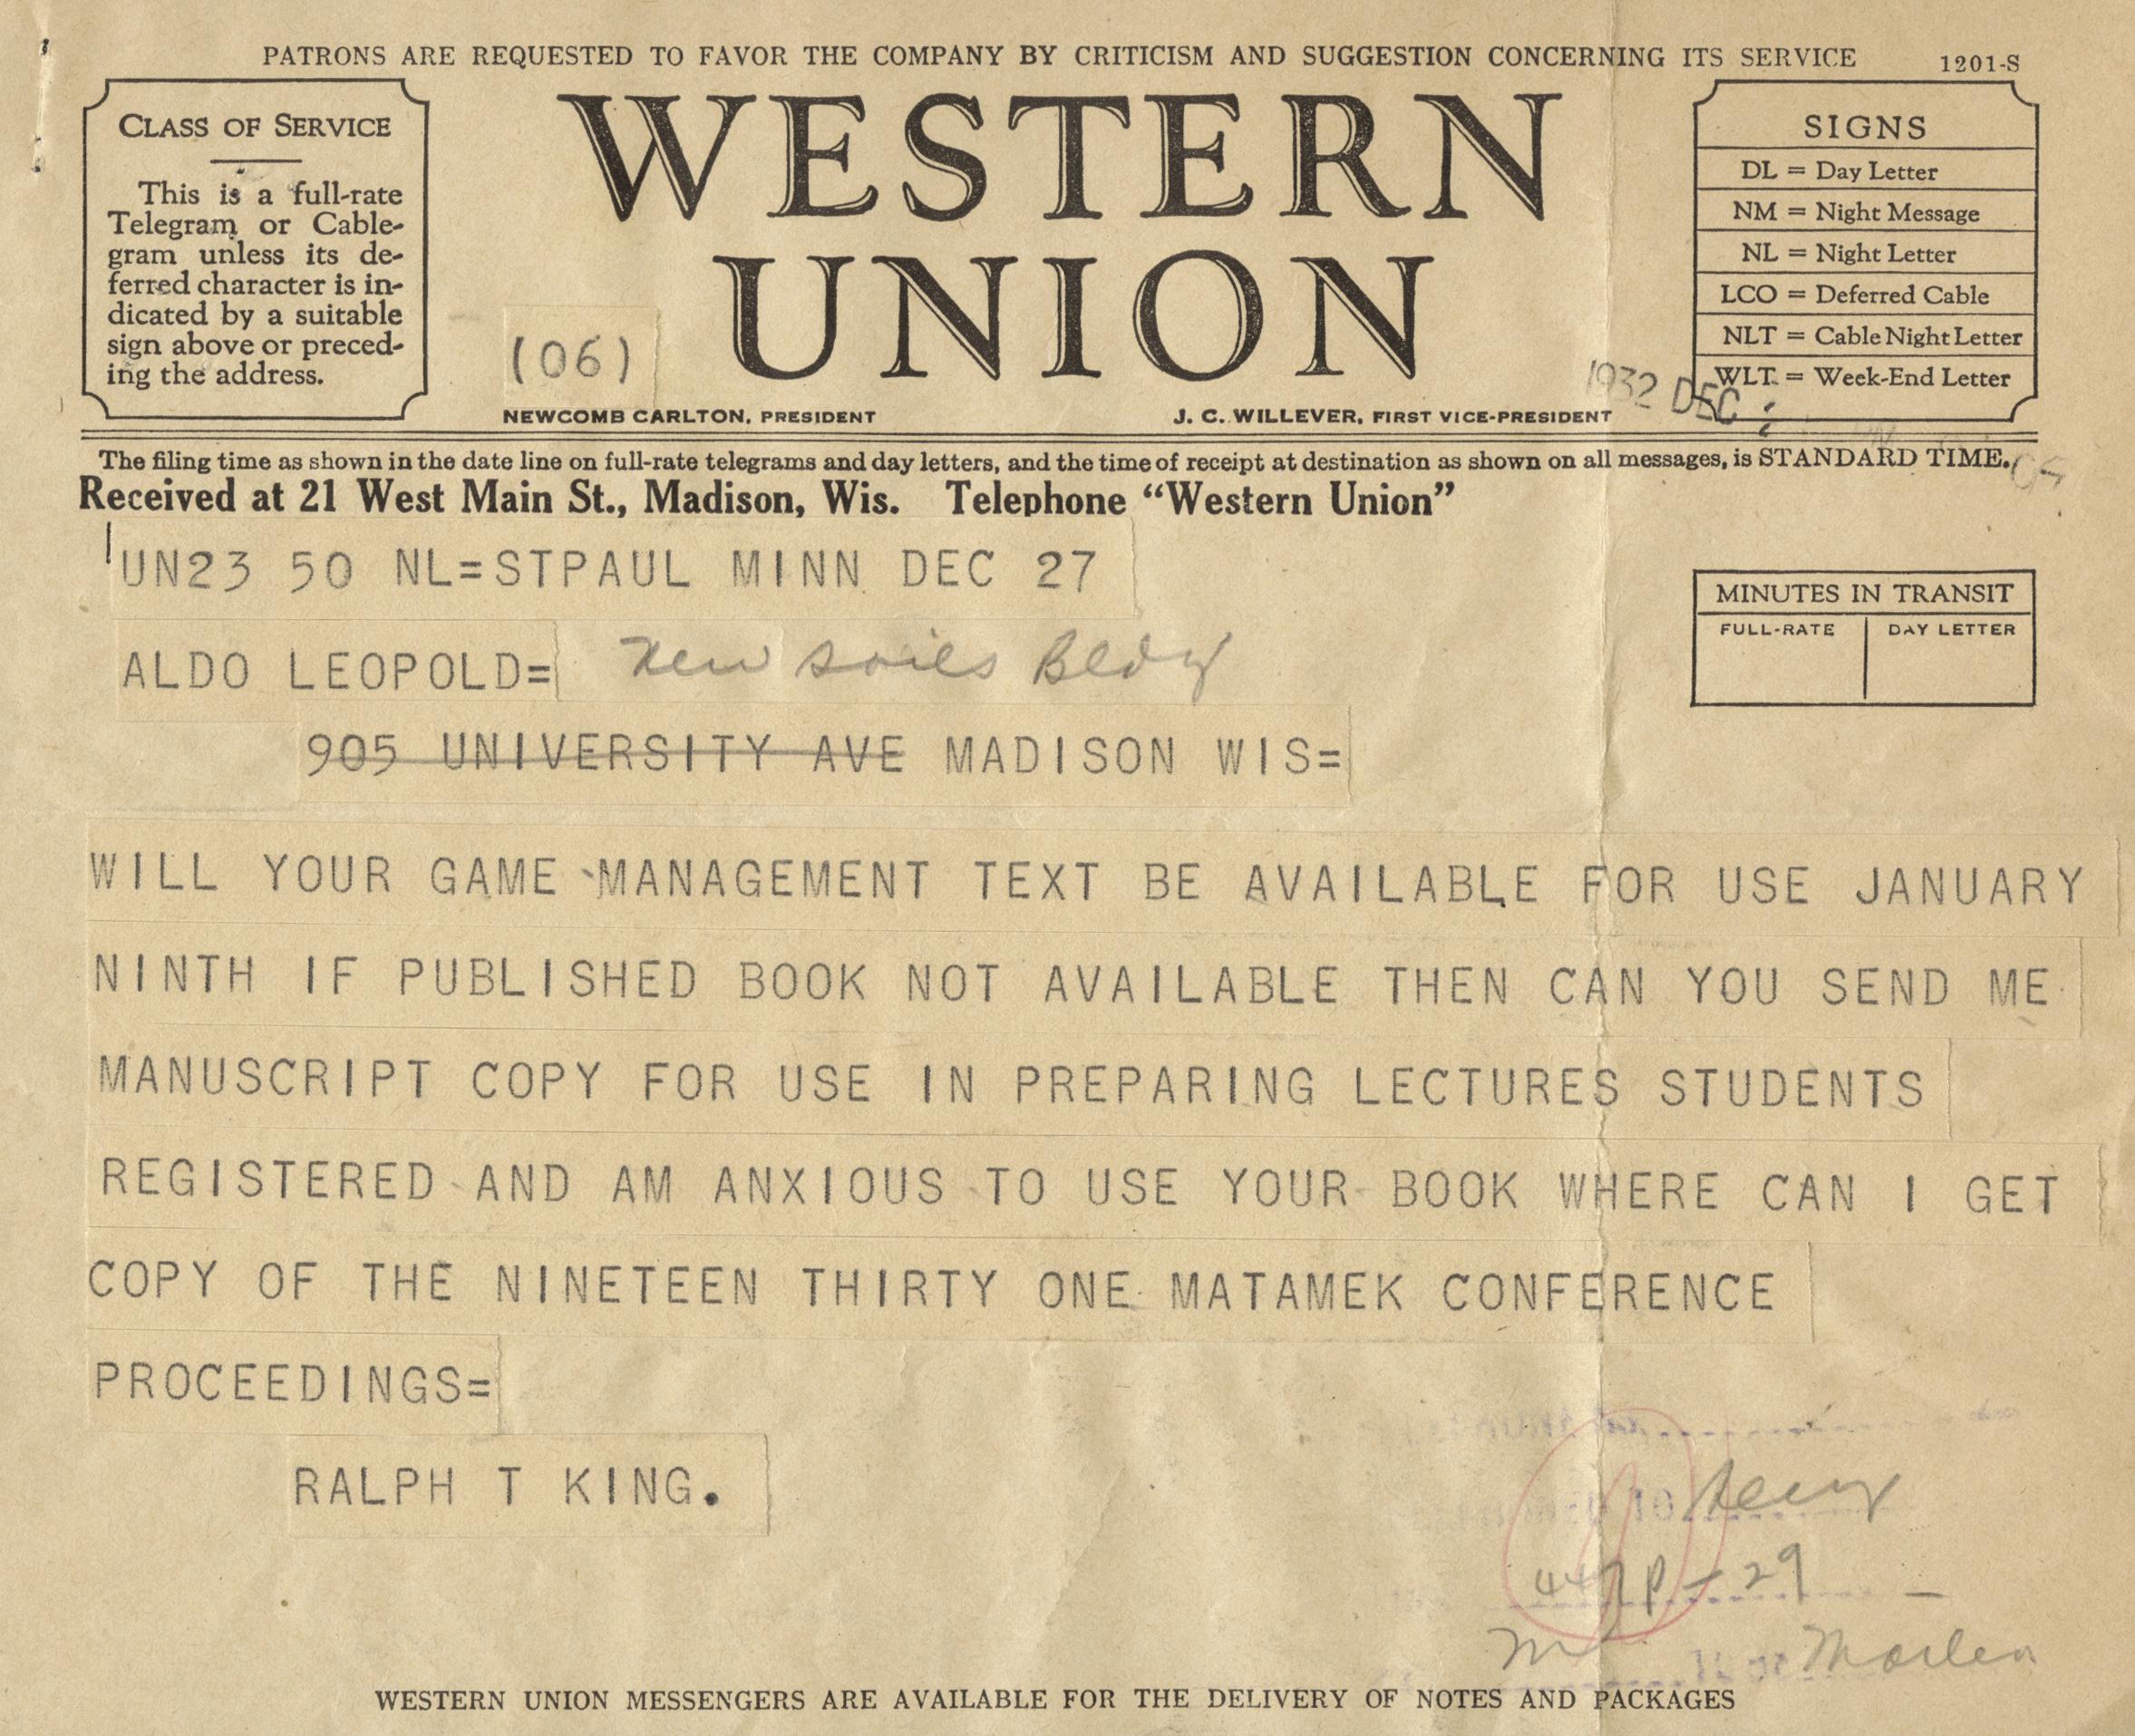 PATRONS ARE REQUESTED TO FAVOR THE COMPANY BY CRITICISM AND SUGGESTION CONCERNING ITS SERVICE
1201-S
CLASS OF SERVICE
This is a full-rate
Telegram or Cable-
gram unless its de-
ferred character is in-
dicated by a suitable
sign above or preced-
ing the address.
WESTERN
UNION
(06)
NEWCOMB CARLTON, PRESIDENT
J. C. WILLEVER, FIRST VICE-PRESIDENT
SIGNS
DL = Day Letter
NM = Night Message
NL = Night Letter
LCO = Deferred Cable
NLT = Cable Night Letter
WLT = Week-End Letter
1932 DEC
The filing time as shown in the date line on full-rate telegrams and day letters, and the time of receipt at destination as shown on all messages, is STANDARD TIME.
Received at 21 West Main St., Madison, Wis. Telephone “Western Union”
UN23 50 NL=STPAUL MINN DEC 27
MINUTES IN TRANSIT
FULL-RATE
DAY LETTER
ALDO LEOPOLD= New Soils Bldg
905 UNIVERSITY AVE MADISON WIS=
WILL YOUR GAME MANAGEMENT TEXT BE AVAILABLE FOR USE JANUARY
NINTH IF PUBLISHED BOOK NOT AVAILABLE THEN CAN YOU SEND ME
MANUSCRIPT COPY FOR USE IN PREPARING LECTURES STUDENTS
REGISTERED AND AM ANXIOUS TO USE YOUR BOOK WHERE CAN I GET
COPY OF THE NINETEEN THIRTY ONE MATAMEK CONFERENCE
PROCEEDINGS=
RALPH T KING.
WESTERN UNION MESSENGERS ARE AVAILABLE FOR THE DELIVERY OF NOTES AND PACKAGES